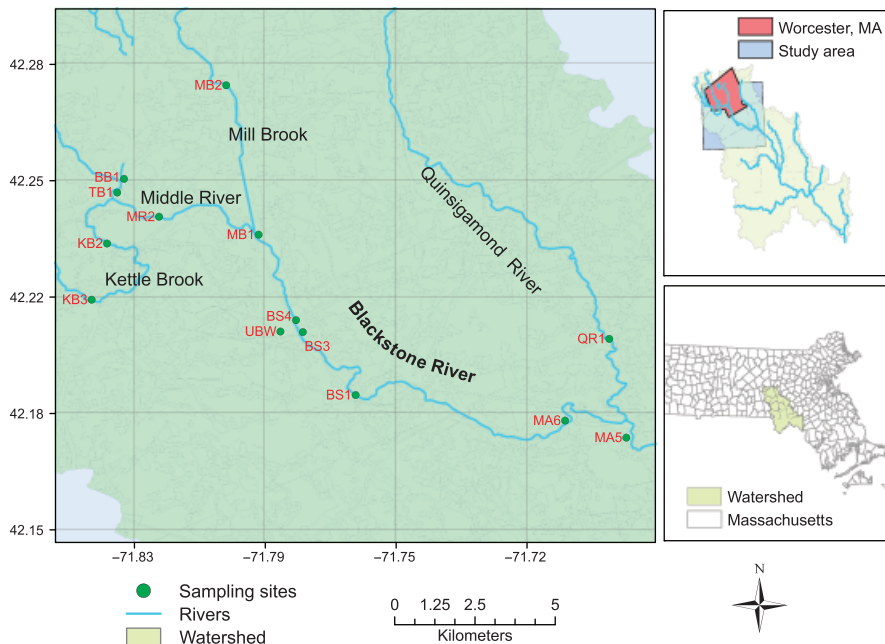 Worcester, MA
Study area
42.28
MB2
Mill Brook
42.25
BB1
TB1
Middle River
MR2
Quinsigamond River
KB2
MB1
Kettle Brook
42.22
KB3
BS4
UBW
BS3
Blackstone River
QR1
BS1
42.18
MA6
MA5
42.15
−71.83
−71.79
−71.75
−71.72
Watershed
Massachusetts
Sampling sites
Rivers
Watershed
0 1.25 2.5 5
Kilometers
N